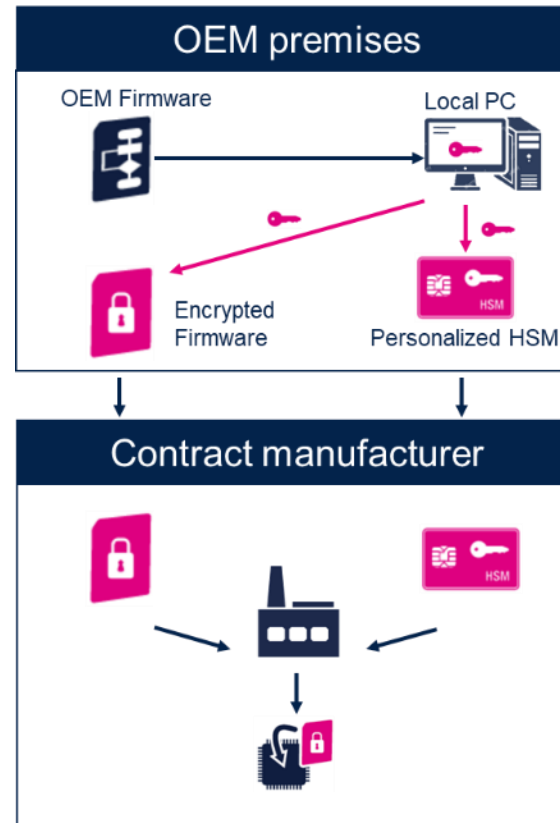 OEM premises
OEM Firmware
Local PC
Encrypted
Firmware
HSM
Personalized HSM
Contract manufacturer
HSM